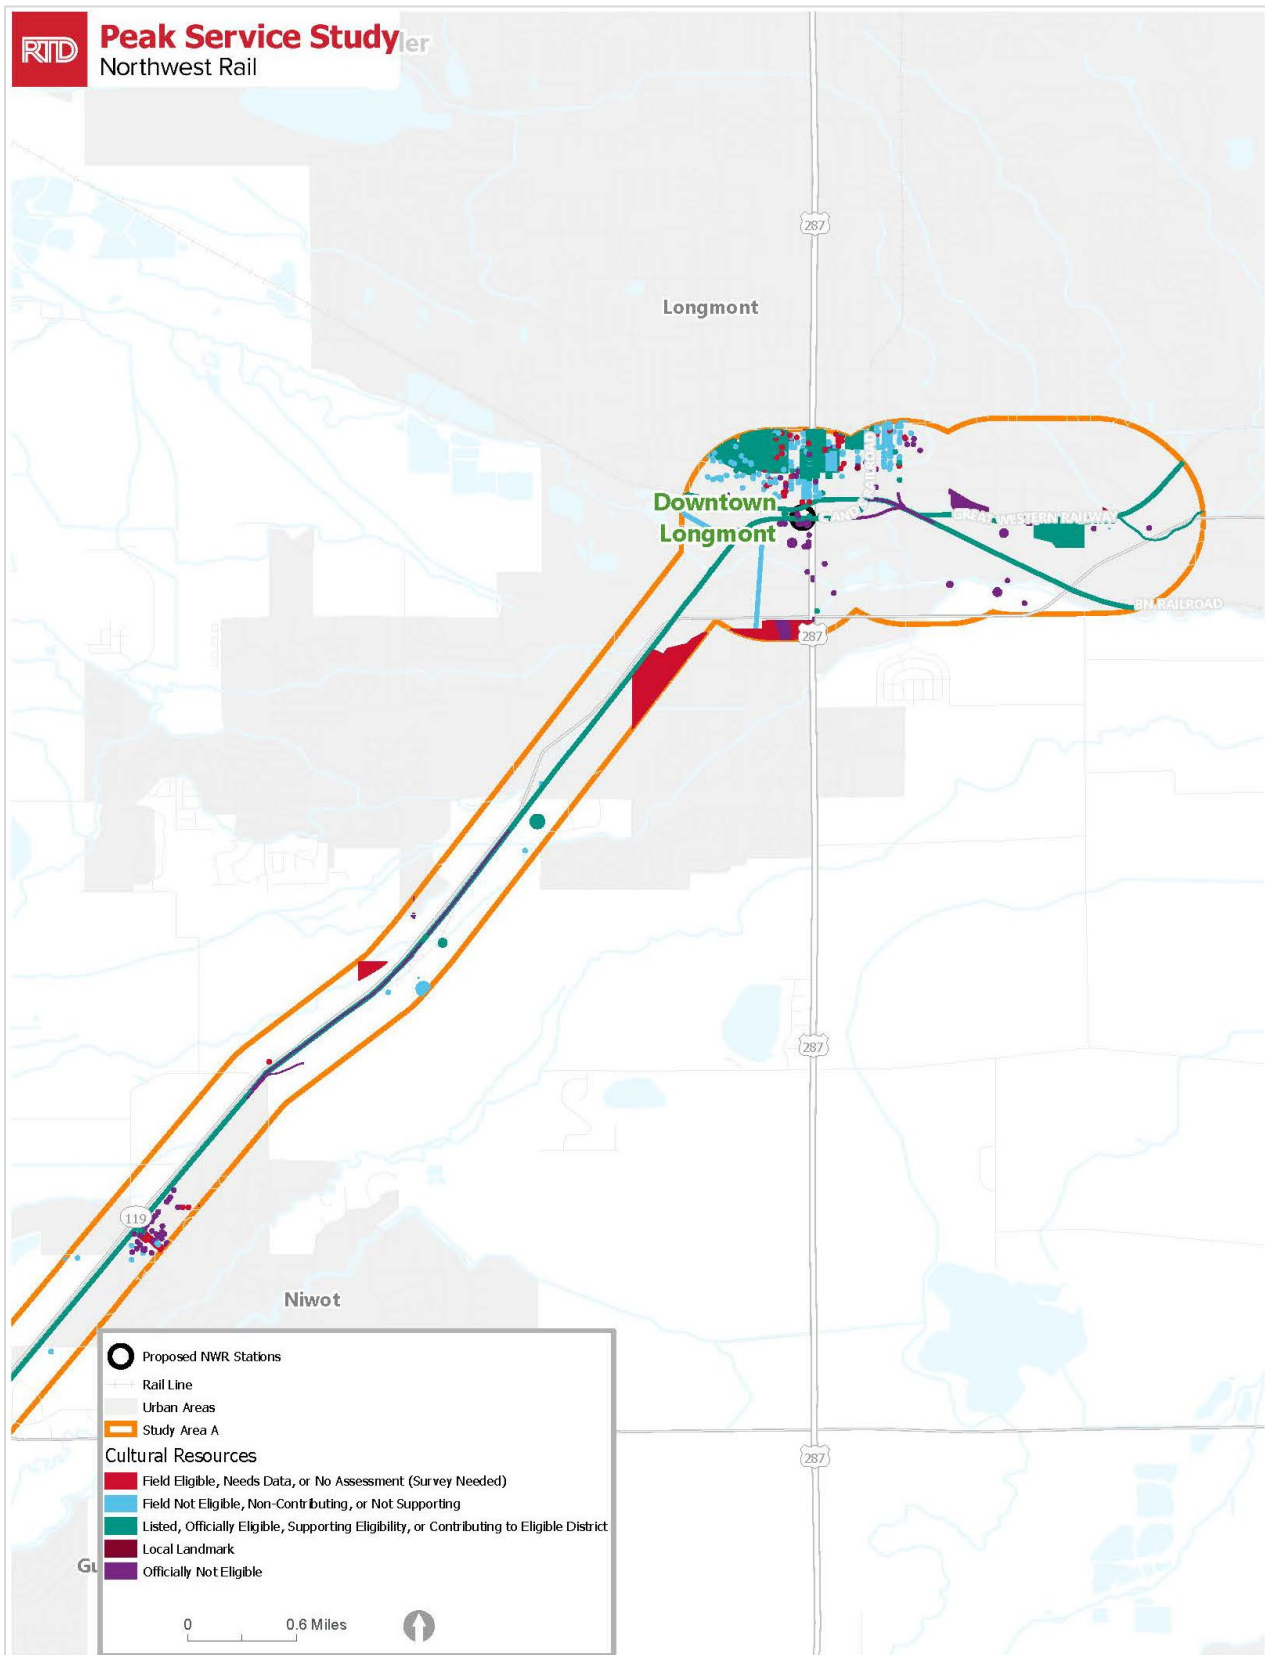 RTD
Peak Service Study
Northwest Rail
ler
287
Longmont
Downtown
Longmont
RAILROAD
GREAT WESTERN RAILWAY
BN RAILROAD
287
287
119
Niwot
287
Gu
Proposed NWR Stations
Rail Line
Urban Areas
Study Area A
Cultural Resources
Field Eligible, Needs Data, or No Assessment (Survey Needed)
Field Not Eligible, Non-Contributing, or Not Supporting
Listed, Officially Eligible, Supporting Eligibility, or Contributing to Eligible District
Local Landmark
Officially Not Eligible
0
0.6 Miles